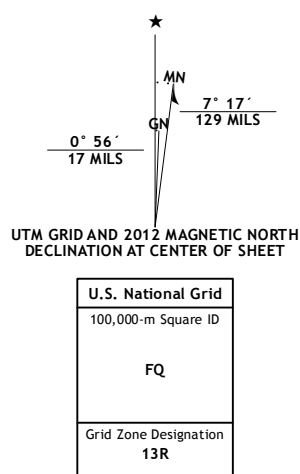 MN
7° 17´
129 MILS
GN
0° 56´
17 MILS
UTM GRID AND 2012 MAGNETIC NORTH
DECLINATION AT CENTER OF SHEET
U.S. National Grid
100,000-m Square ID
FQ
Grid Zone Designation
13R